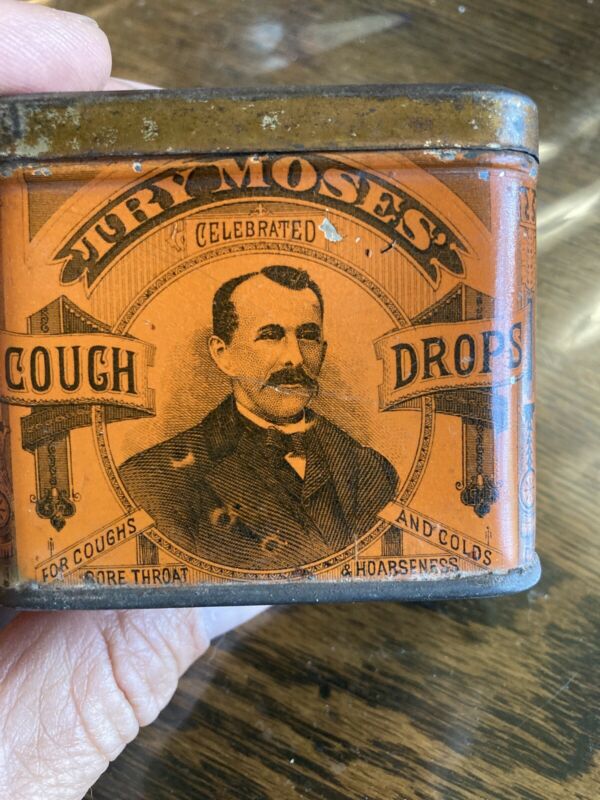 TRY MOSES'
CELEBRATED
COUGH DROPS
FOR COUGHS AND COLDS
SORE THROAT & HOARSENESS